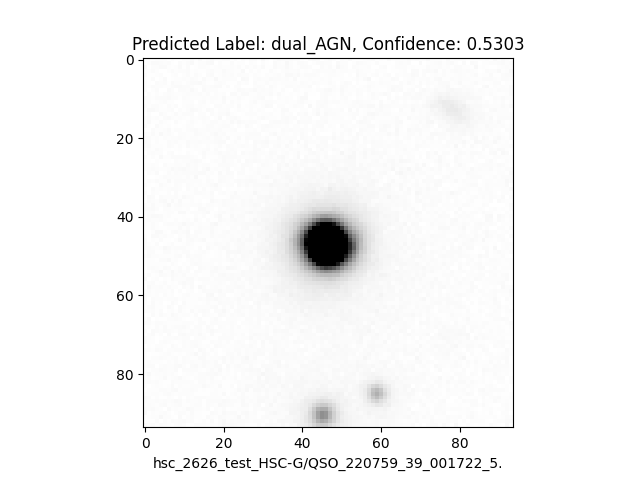 Predicted Label: dual_AGN, Confidence: 0.5303
0
20
40
60
80
0 20 40 60 80
hsc_2626_test_HSC-G/QSO_220759_39_001722_5.